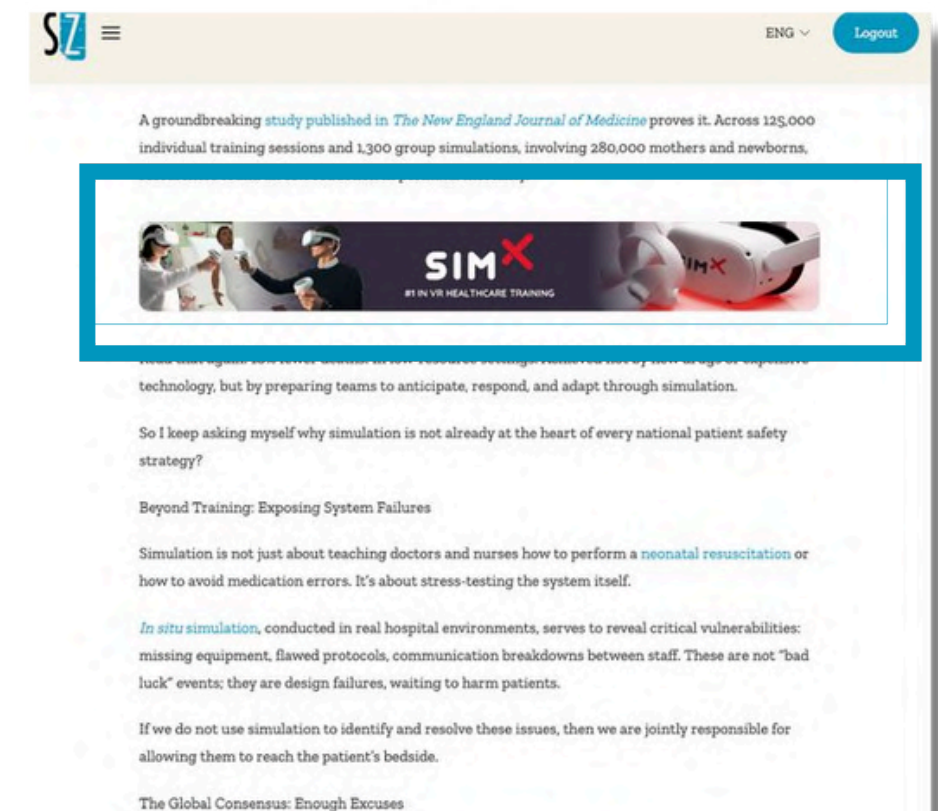 SZ
ENG
Logout
A groundbreaking study published in The New England Journal of Medicine proves it. Across 125,000
individual training sessions and 1,300 group simulations, involving 280,000 mothers and newborns,
SIMX
#1 IN VR HEALTHCARE TRAINING
SIMX
technology, but by preparing teams to anticipate, respond, and adapt through simulation.
So I keep asking myself why simulation is not already at the heart of every national patient safety
strategy?
Beyond Training: Exposing System Failures
Simulation is not just about teaching doctors and nurses how to perform a neonatal resuscitation or
how to avoid medication errors. It's about stress-testing the system itself.
In situ simulation, conducted in real hospital environments, serves to reveal critical vulnerabilities:
missing equipment, flawed protocols, communication breakdowns between staff. These are not "bad
luck" events; they are design failures, waiting to harm patients.
If we do not use simulation to identify and resolve these issues, then we are jointly responsible for
allowing them to reach the patient's bedside.
The Global Consensus: Enough Excuses